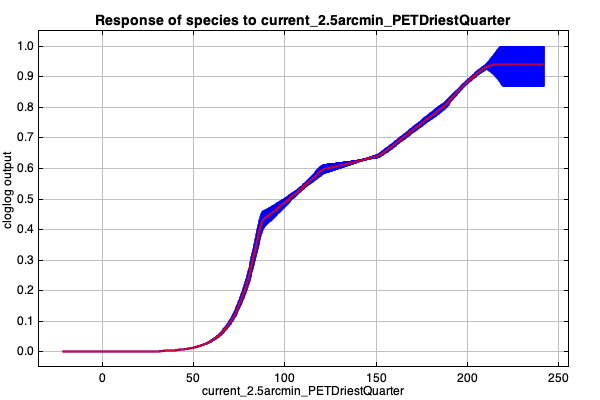 Response of species to current_2.5arcmin_PETDriestQuarter
1.0
0.9
0.8
0.7
0.6
0.5
0.4
0.3
0.2
0.1
0.0
cloglog output
0 50 100 150 200 250
current_2.5arcmin_PETDriestQuarter